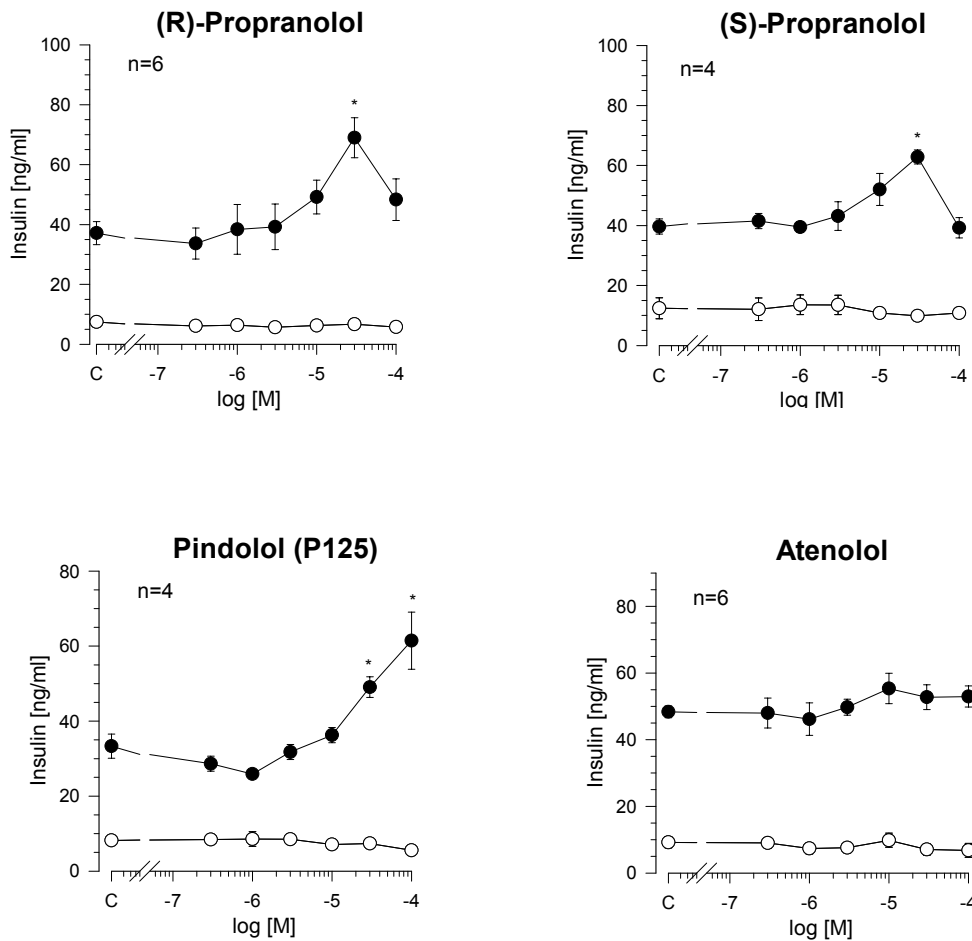 (R)-Propranolol
n=6
*
Insulin [ng/ml]
100
80
60
40
20
0
C -7 -6 -5 -4
log [M]
(S)-Propranolol
n=4
*
Insulin [ng/ml]
100
80
60
40
20
0
C -7 -6 -5 -4
log [M]
Pindolol (P125)
n=4
*
*
Insulin [ng/ml]
80
60
40
20
0
C -7 -6 -5 -4
log [M]
Atenolol
n=6
Insulin [ng/ml]
80
60
40
20
0
C -7 -6 -5 -4
log [M]